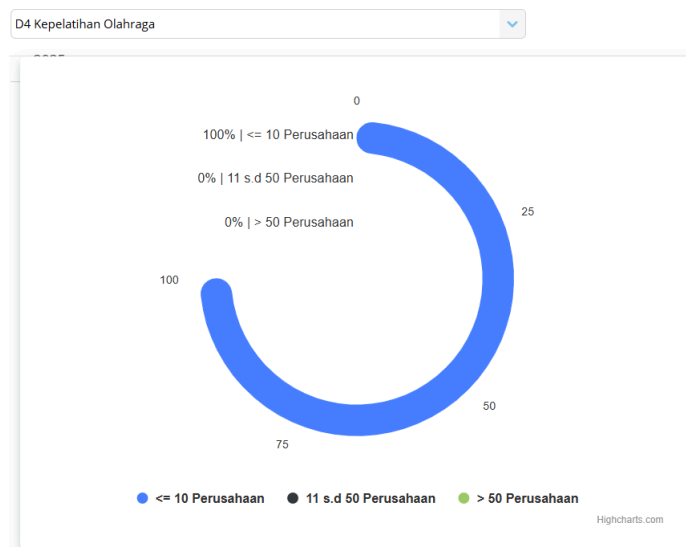 D4 Kepelatihan Olahraga
0
100% | <= 10 Perusahaan
0% | 11 s.d 50 Perusahaan
25
0% | > 50 Perusahaan
100
50
75
<= 10 Perusahaan 11 s.d 50 Perusahaan > 50 Perusahaan
Highcharts.com